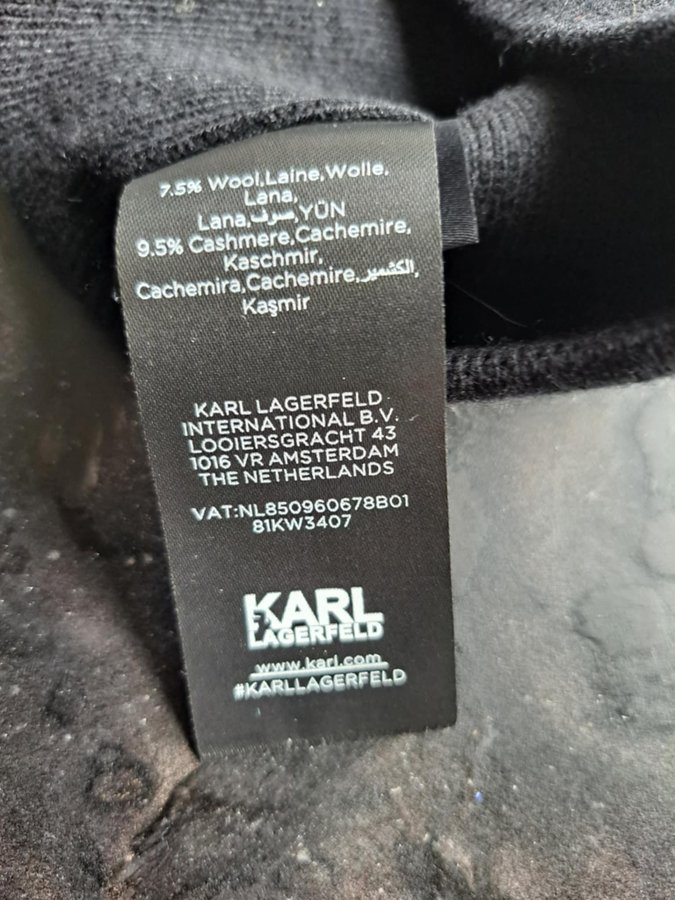 7.5% Wool,Laine,Wolle,
Lana,
Lana,صوف,YÜN
9.5% Cashmere,Cachemire,
Kaschmir,
Cachemira,Cachemire,الكشمير,
Kaşmir
KARL LAGERFELD
INTERNATIONAL B.V.
LOOIERSGRACHT 43
1016 VR AMSTERDAM
THE NETHERLANDS
VAT:NL850960678B01
81KW3407
KARL
LAGERFELD
www.karl.com
#KARLLAGERFELD